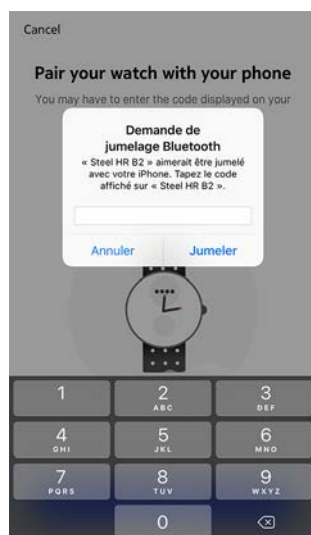 Cancel
Pair your watch with your phone
You may have to enter the code displayed on your
Demande de
jumelage Bluetooth
« Steel HR B2 » aimerait être jumelé
avec votre iPhone. Tapez le code
affiché sur « Steel HR B2 ».
Annuler Jumeler
1 2 3
ABC DEF
4 5 6
GHI JKL MNO
7 8 9
PQRS TUV WXYZ
0